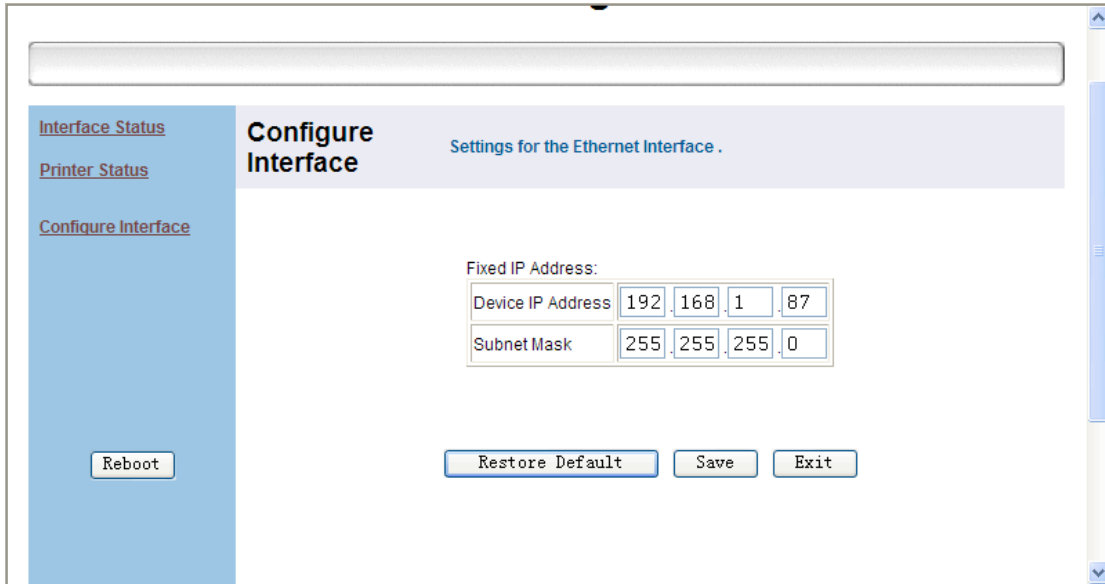 Interface Status
Printer Status
Configure Interface
Reboot
Configure
Interface
Settings for the Ethernet Interface .
Fixed IP Address:
Device IP Address 192 . 168 . 1 . 87
Subnet Mask 255 . 255 . 255 . 0
Restore Default Save Exit